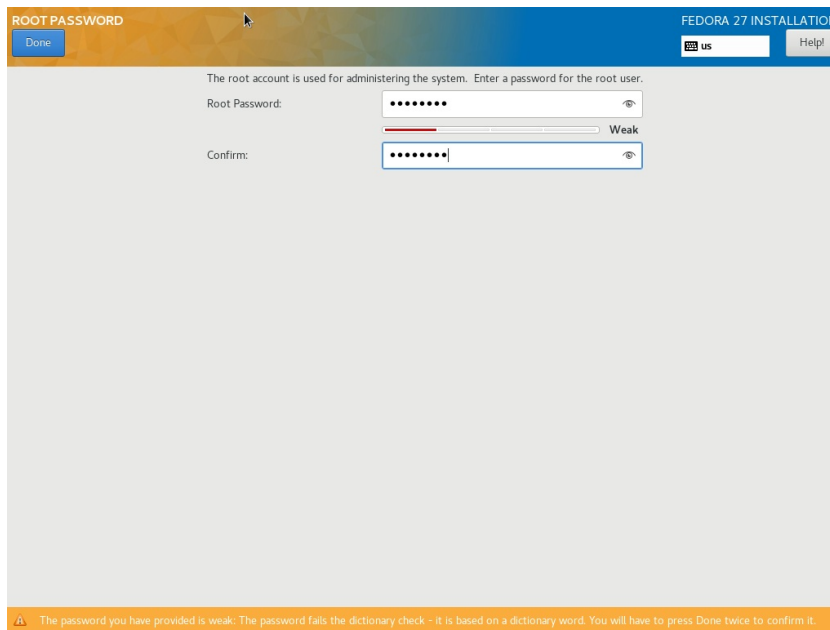 ROOT PASSWORD
FEDORA 27 INSTALLATION
Done
us
Help!
The root account is used for administering the system. Enter a password for the root user.
Root Password:
Weak
Confirm:
The password you have provided is weak: The password fails the dictionary check - it is based on a dictionary word. You will have to press Done twice to confirm it.